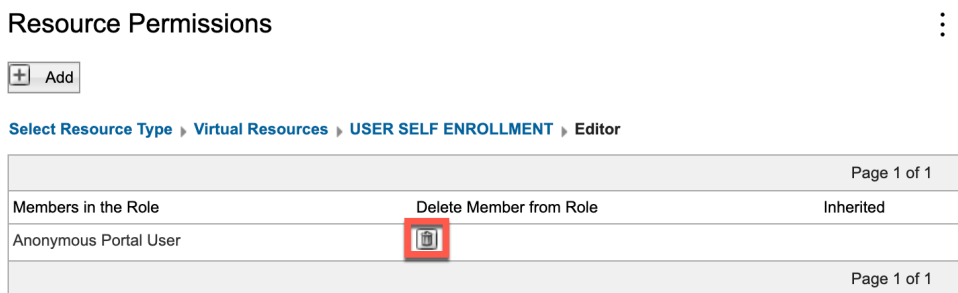 Resource Permissions
Add
Select Resource Type Virtual Resources USER SELF ENROLLMENT Editor
Page 1 of 1
Members in the Role Delete Member from Role Inherited
Anonymous Portal User
Page 1 of 1